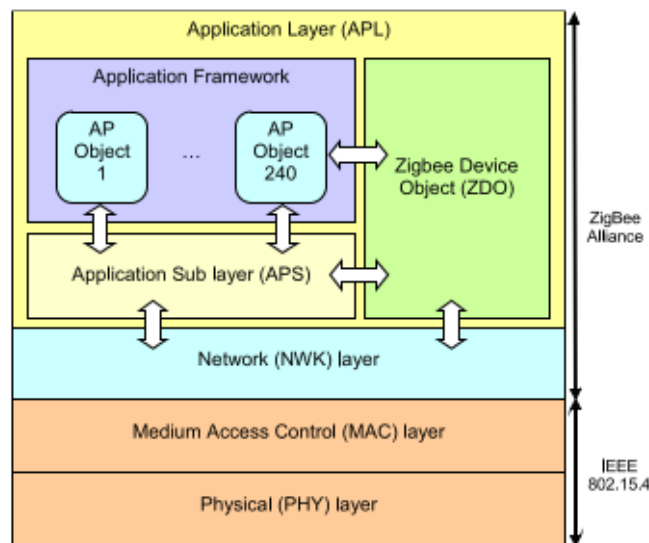 Application Layer (APL)
Application Framework
AP
Object
1
...
AP
Object
240
Zigbee Device
Object (ZDO)
ZigBee
Alliance
Application Sub layer (APS)
Network (NWK) layer
Medium Access Control (MAC) layer
IEEE
802.15.4
Physical (PHY) layer